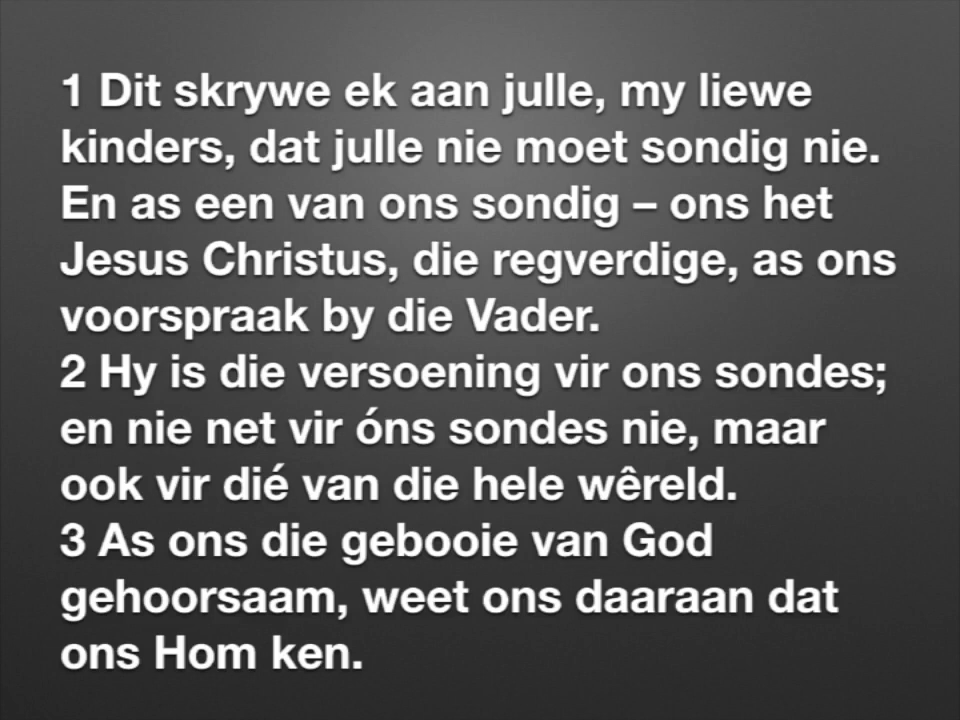 1 Dit skrywe ek aan julle, my liewe
kinders, dat julle nie moet sondig nie.
En as een van ons sondig – ons het
Jesus Christus, die regverdige, as ons
voorspraak by die Vader.
2 Hy is die versoening vir ons sondes;
en nie net vir óns sondes nie, maar
ook vir dié van die hele wêreld.
3 As ons die gebooie van God
gehoorsaam, weet ons daaraan dat
ons Hom ken.